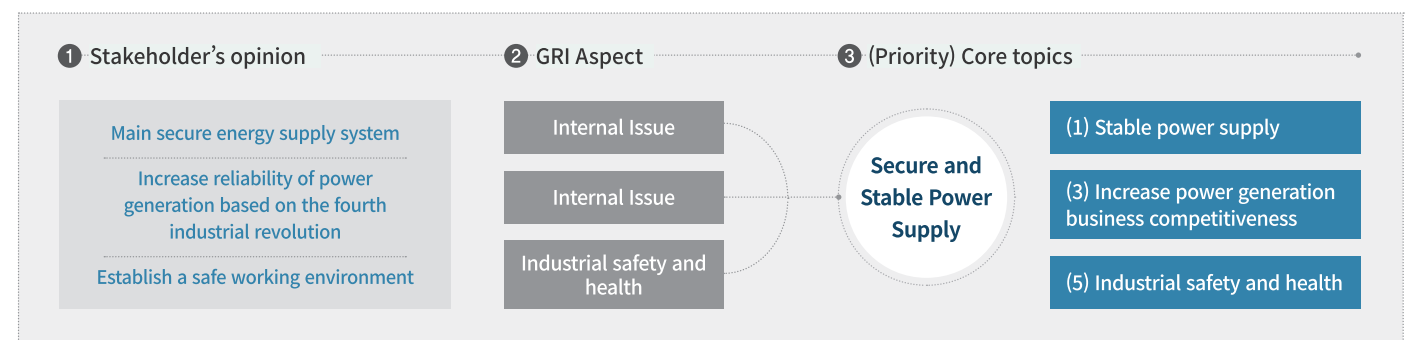 1 Stakeholder’s opinion
Main secure energy supply system
Increase reliability of power
generation based on the fourth
industrial revolution
Establish a safe working environment
2 GRI Aspect
Internal Issue
Internal Issue
Industrial safety and
health
3 (Priority) Core topics
Secure and
Stable Power
Supply
(1) Stable power supply
(3) Increase power generation
business competitiveness
(5) Industrial safety and health